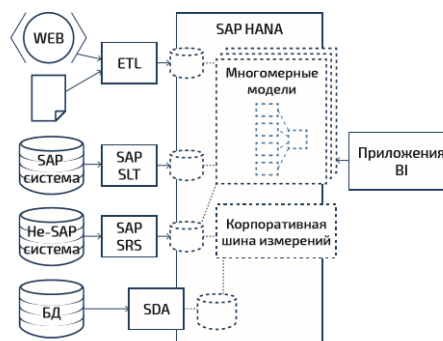 SAP HANA
WEB
ETL
Многомерные
модели
SAP
система
SAP
SLT
Приложения
BI
Не-SAP
система
SAP
SRS
Корпоративная
шина измерений
БД
SDA